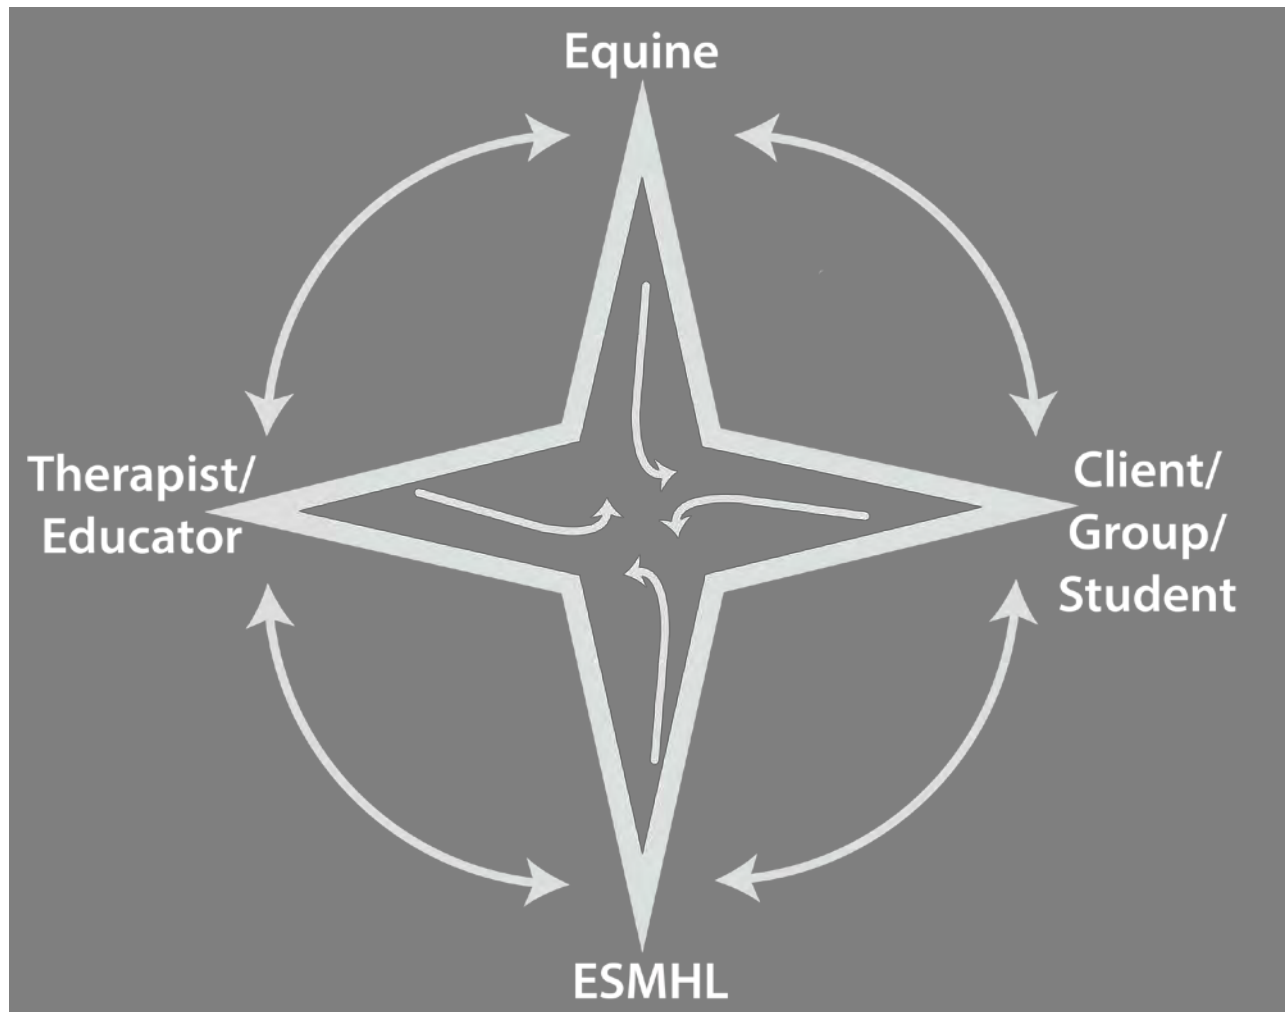 Equine
Therapist/
Educator
Client/
Group/
Student
ESMHL